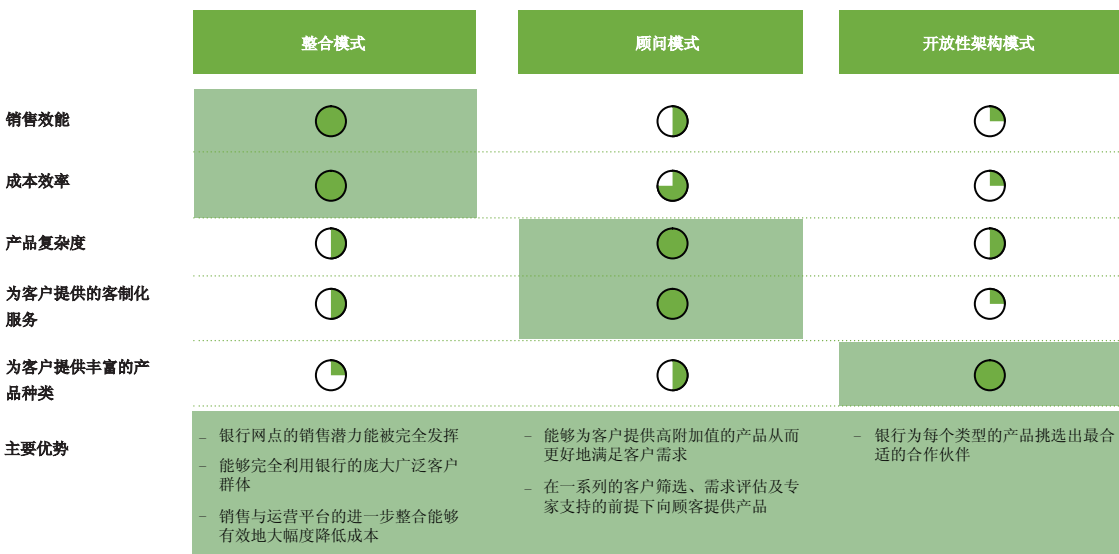 整合模式
顾问模式
开放性架构模式
销售效能
成本效率
产品复杂度
为客户提供的客制化
服务
为客户提供丰富的产
品种类
主要优势
– 银行网点的销售潜力能被完全发挥
– 能够完全利用银行的庞大广泛客户
群体
– 销售与运营平台的进一步整合能够
有效地大幅度降低成本
– 能够为客户提供高附加值的产品从而
更好地满足客户需求
– 在一系列的客户筛选、需求评估及专
家支持的前提下向顾客提供产品
– 银行为每个类型的产品挑选出最合
适的合作伙伴